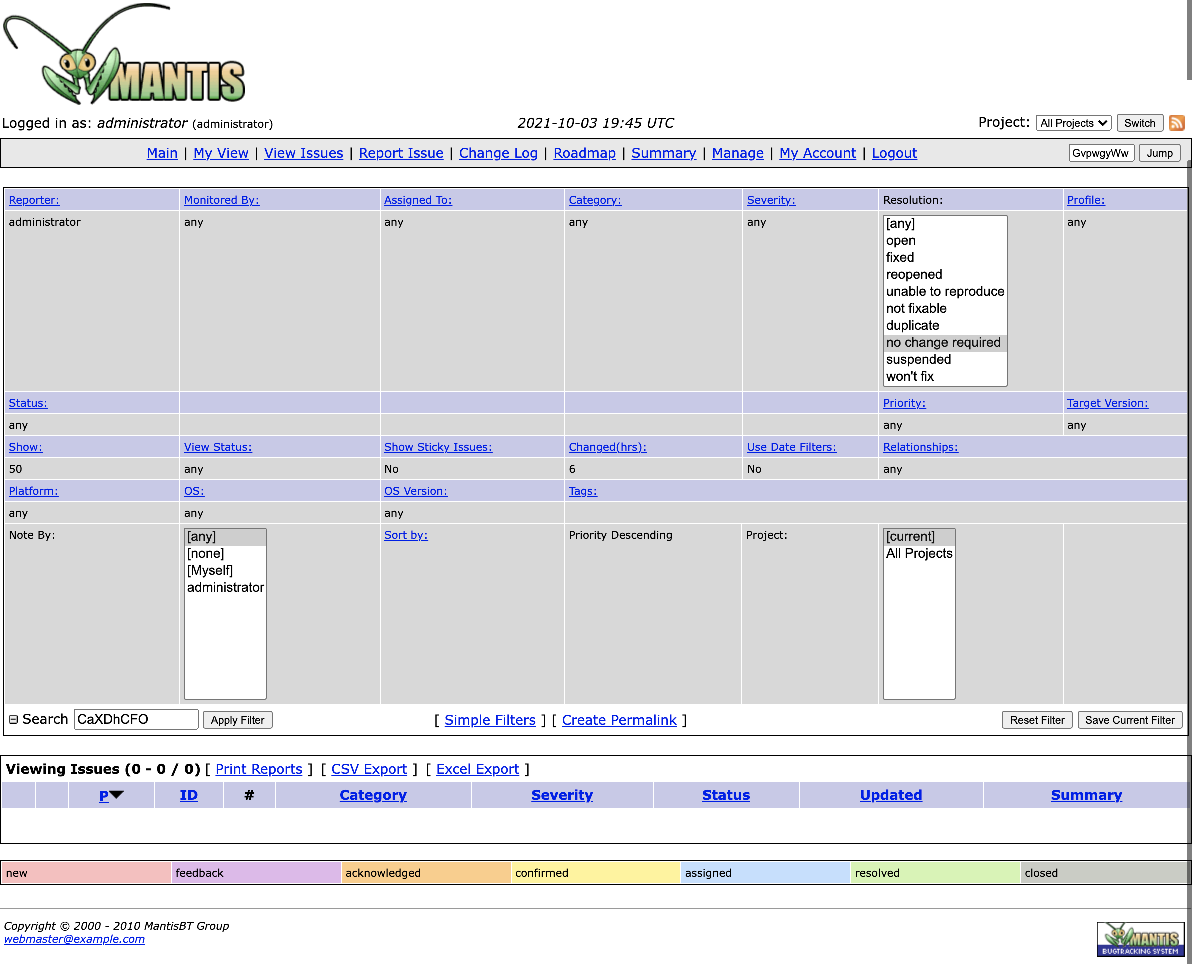 MANTIS
Logged in as: administrator (administrator) 2021-10-03 19:45 UTC Project: All Projects Switch
Main | My View | View Issues | Report Issue | Change Log | Roadmap | Summary | Manage | My Account | Logout GvpwgyWw Jump
Reporter: Monitored By: Assigned To: Category: Severity: Resolution: Profile:
administrator any any any any [any] any
open
fixed
reopened
unable to reproduce
not fixable
duplicate
no change required
suspended
won't fix
Status: Priority: Target Version:
any any any
Show: View Status: Show Sticky Issues: Changed(hrs): Use Date Filters: Relationships:
50 any No 6 No any
Platform: OS: OS Version: Tags:
any any any
Note By: [any] Sort by: Priority Descending Project: [current]
[none] All Projects
[Myself]
administrator
Search CaXDhCFO Apply Filter [ Simple Filters ] [ Create Permalink ] Reset Filter Save Current Filter
Viewing Issues (0 - 0 / 0) [ Print Reports ] [ CSV Export ] [ Excel Export ]
P ID # Category Severity Status Updated Summary
new feedback acknowledged confirmed assigned resolved closed
Copyright © 2000 - 2010 MantisBT Group
webmaster@example.com
MANTIS
BUGTRACKING SYSTEM